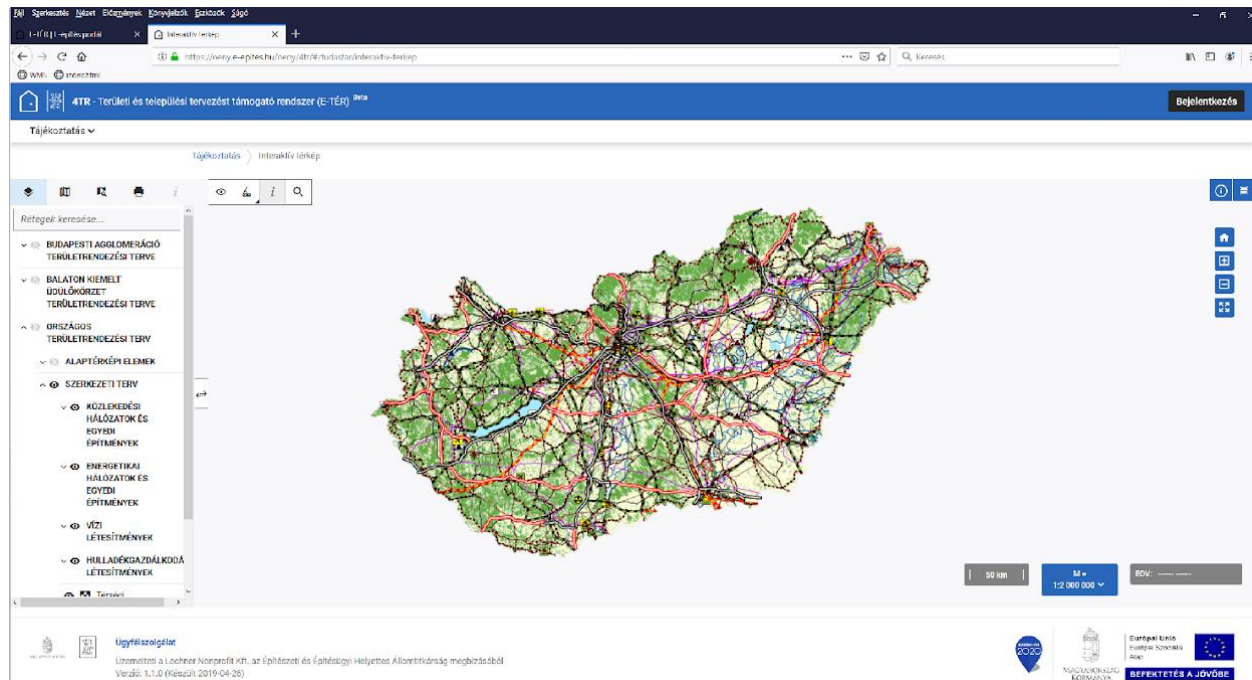 Fájl Szerkesztés Nézet Előzmények Könyvjelzők Eszközök Súgó
Interaktív térkép
https://oeny.e-epites.hu/oeny/4tr/#/tudastar/interaktiv-terkep
Keresés
WMS
4TR - Területi és települési tervezést támogató rendszer (E-TÉR) Beta
Bejelentkezés
Tájékoztatás
Tájékoztatás
Interaktív térkép
Rétegek keresése...
BUDAPESTI AGGLOMERÁCIÓ
TERÜLETRENDEZÉSI TERVE
BALATON KIEMELT
ÜDÜLŐKÖRZET
TERÜLETRENDEZÉSI TERVE
ORSZÁGOS
TERÜLETRENDEZÉSI TERV
ALAPTÉRKÉPI ELEMEK
SZERKEZETI TERV
KÖZLEKEDÉSI
HÁLÓZATOK ÉS
EGYEDI
ÉPÍTMÉNYEK
ENERGETIKAI
HÁLÓZATOK ÉS
EGYEDI
ÉPÍTMÉNYEK
VÍZI
LÉTESÍTMÉNYEK
HULLADÉKGAZDÁLKODÁ
LÉTESÍTMÉNYEK
Térségi
50 km
M =
1:2 000 000
EOV:
Ügyfélszolgálat
Üzemelteti a Lechner Nonprofit Kft. az Építészeti és Építésügyi Helyettes Államtitkárság megbízásából
Verzió: 1.1.0 (Készült 2019-04-26)
2020
MAGYARORSZÁG
KORMÁNYA
Európai Unió
Európai Szociális
Alap
BEFEKTETÉS A JÖVŐBE